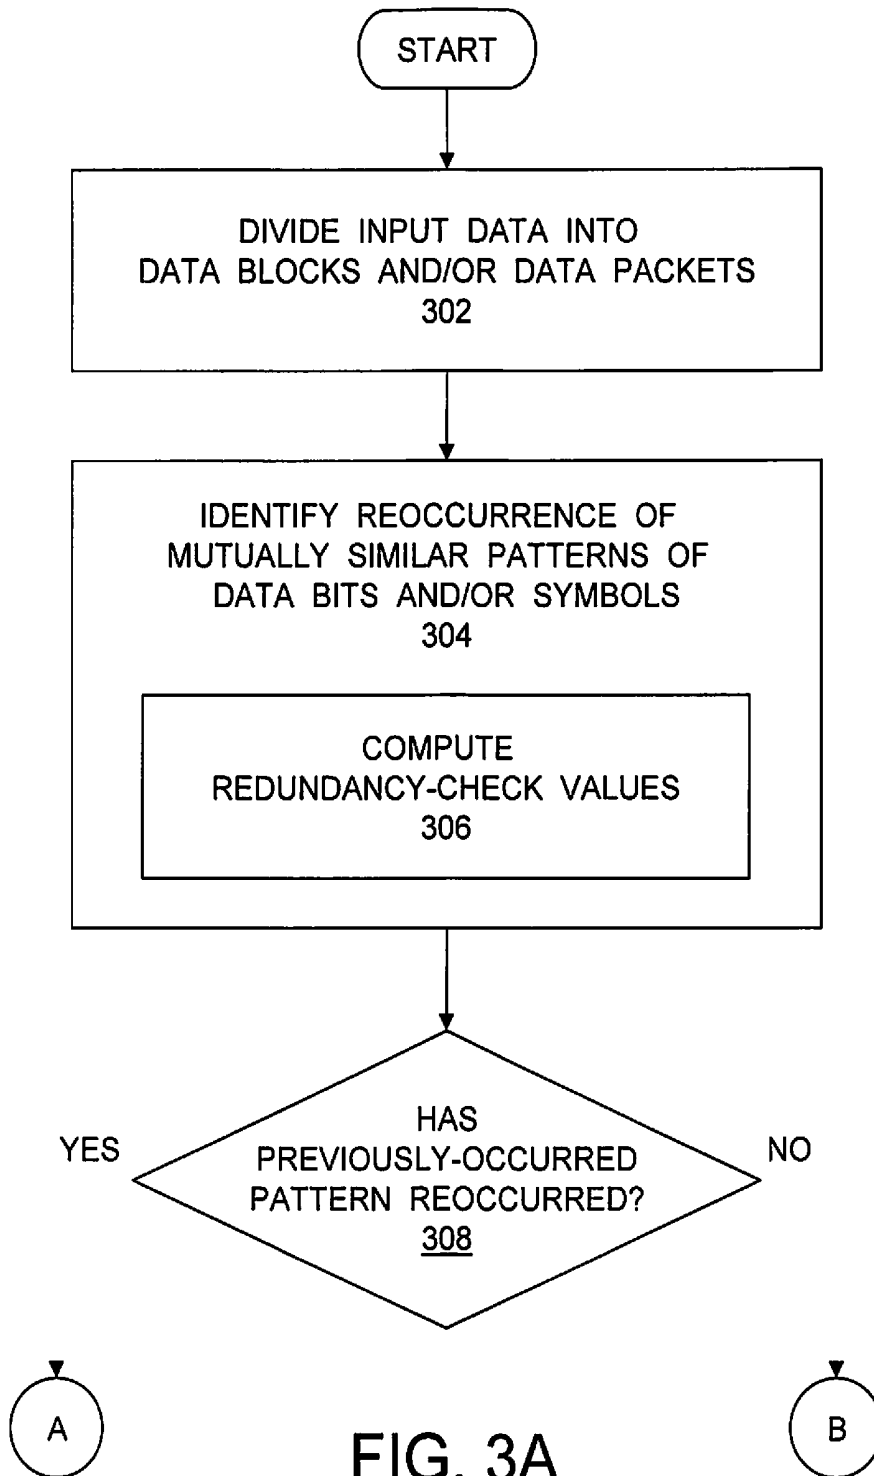 START
DIVIDE INPUT DATA INTO
DATA BLOCKS AND/OR DATA PACKETS
302
IDENTIFY REOCCURRENCE OF
MUTUALLY SIMILAR PATTERNS OF
DATA BITS AND/OR SYMBOLS
304
COMPUTE
REDUNDANCY-CHECK VALUES
306
HAS
PREVIOUSLY-OCCURRED
PATTERN REOCCURRED?
308
YES
NO
A
B
FIG. 3A